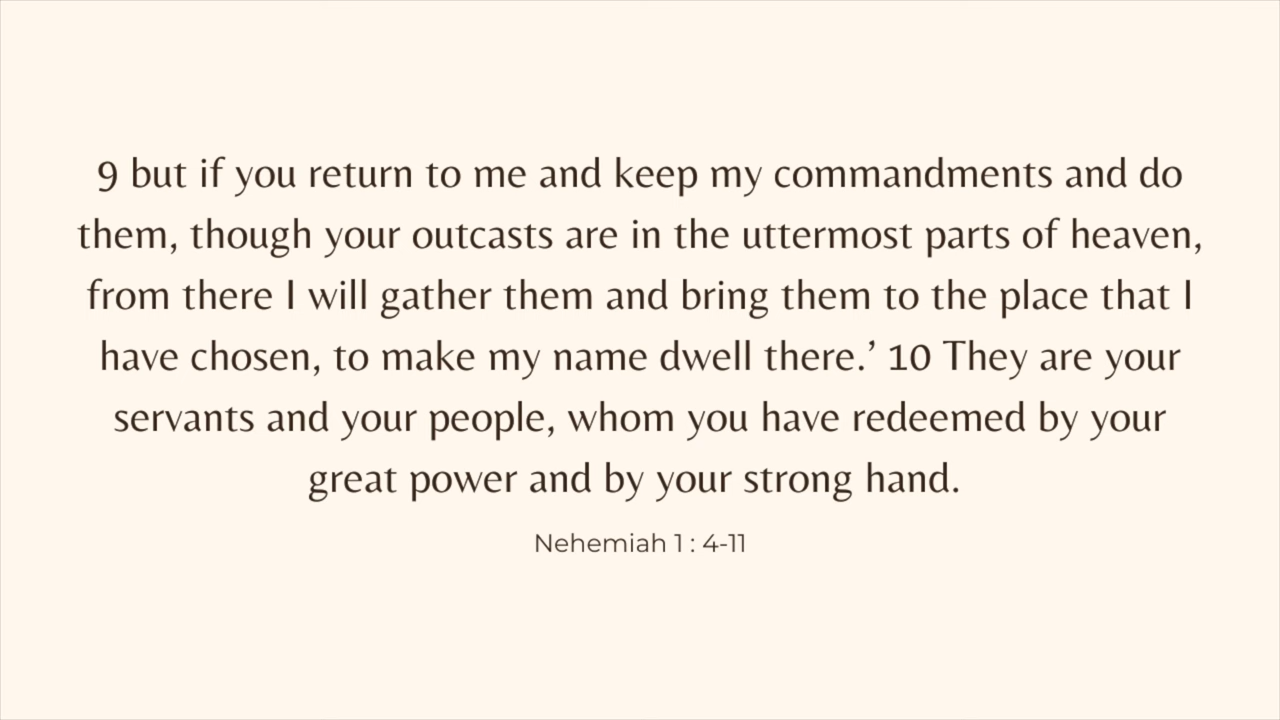 9 but if you return to me and keep my commandments and do
them, though your outcasts are in the uttermost parts of heaven,
from there I will gather them and bring them to the place that I
have chosen, to make my name dwell there.’ 10 They are your
servants and your people, whom you have redeemed by your
great power and by your strong hand.
Nehemiah 1 : 4-11